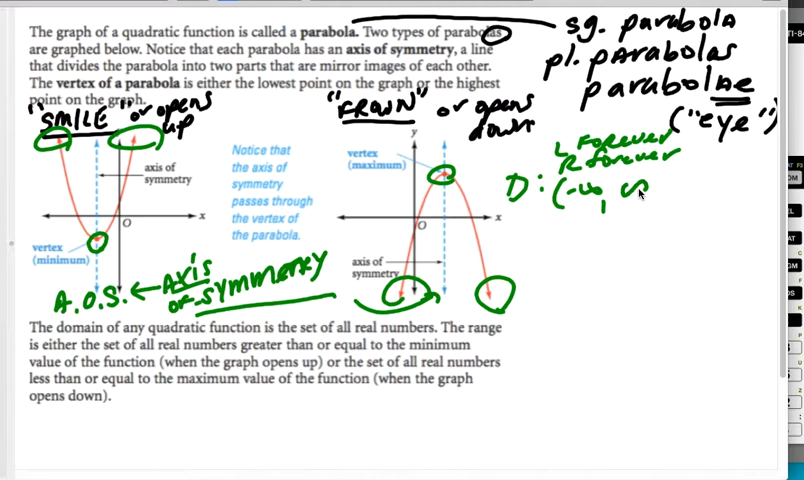 The graph of a quadratic function is called a parabola. Two types of parabolas
are graphed below. Notice that each parabola has an axis of symmetry, a line
that divides the parabola into two parts that are mirror images of each other.
The vertex of a parabola is either the lowest point on the graph or the highest
point on the graph.
sg. parabola
pl. parabolas
parabolae
("eye")
"SMILE" or opens
up
"FROWN" or opens
down
axis of
symmetry
x
O
vertex
(minimum)
Notice that
the axis of
symmetry
passes through
the vertex of
the parabola.
y
vertex
(maximum)
x
O
axis of
symmetry
L Forever
R forever
D: (-∞, ∞
A.O.S. ← Axis
of symmetry
The domain of any quadratic function is the set of all real numbers. The range
is either the set of all real numbers greater than or equal to the minimum
value of the function (when the graph opens up) or the set of all real numbers
less than or equal to the maximum value of the function (when the graph
opens down).
TI-84